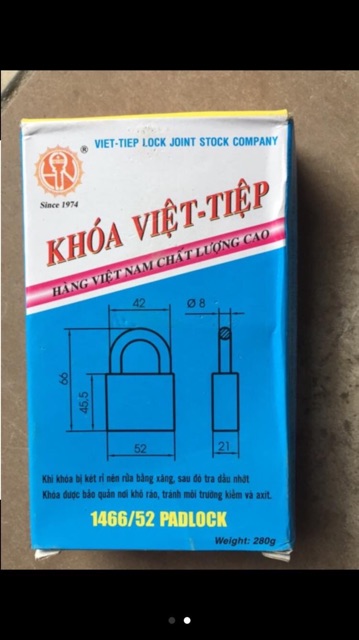 VIET-TIEP LOCK JOINT STOCK COMPANY
®
Since 1974
KHÓA VIỆT-TIỆP
HÀNG VIỆT NAM CHẤT LƯỢNG CAO
42
Ø 8
66
45.5
52
21
Khi khóa bị két rỉ nên rửa bằng xăng, sau đó tra dầu nhớt
Khóa được bảo quản nơi khô ráo, tránh môi trường kiềm và axít.
1466/52 PADLOCK
Weight: 280g